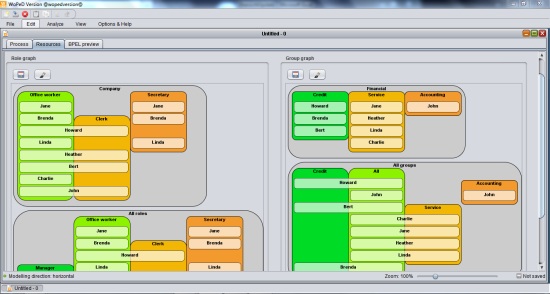 WoPeD Version @wopedversion@
File Edit Analyze View Options & Help
Untitled - 0
Process Resources BPEL preview
Role graph
Group graph
Company
Office worker
Secretary
Jane
Jane
Brenda
Clerk
Brenda
Howard
Linda
Linda
Heather
Bert
Charlie
John
All roles
Office worker
Secretary
Jane
Jane
Brenda
Clerk
Brenda
Howard
Manager
Linda
Linda
Financial
Credit
Service
Accounting
Howard
Jane
John
Brenda
Heather
Bert
Linda
Charlie
All groups
Credit
All
Accounting
Howard
John
John
Bert
Service
Charlie
Jane
Heather
Linda
Brenda
Modelling direction: horizontal
Zoom: 100%
Not saved
Untitled - 0